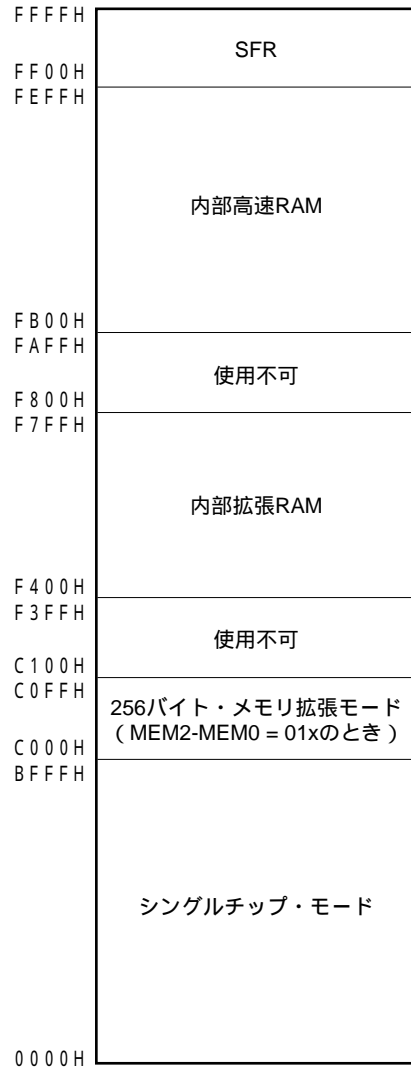 FFFFH
SFR
FF00H
FEFFH
内部高速RAM
FB00H
FAFFH
使用不可
F800H
F7FFH
内部拡張RAM
F400H
F3FFH
使用不可
C100H
C0FFH
256バイト・メモリ拡張モード
（MEM2-MEM0 = 01xのとき）
C000H
BFFFH
シングルチップ・モード
0000H